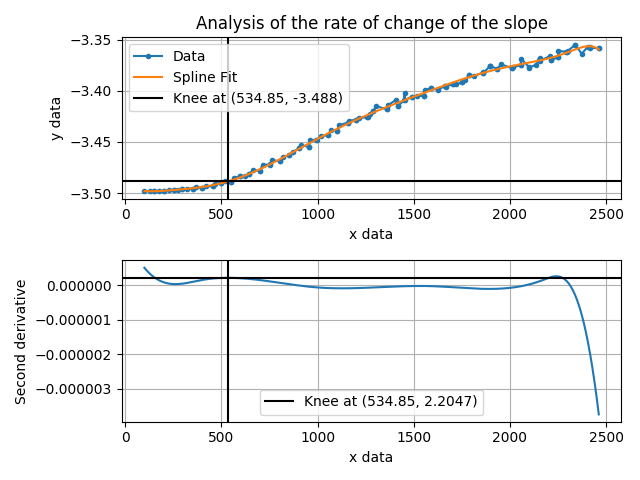 Analysis of the rate of change of the slope
−3.35
−3.40
−3.45
−3.50
y data
Data
Spline Fit
Knee at (534.85, -3.488)
0
500
1000
1500
2000
2500
x data
0.000000
−0.000001
−0.000002
−0.000003
Second derivative
Knee at (534.85, 2.2047)
0
500
1000
1500
2000
2500
x data